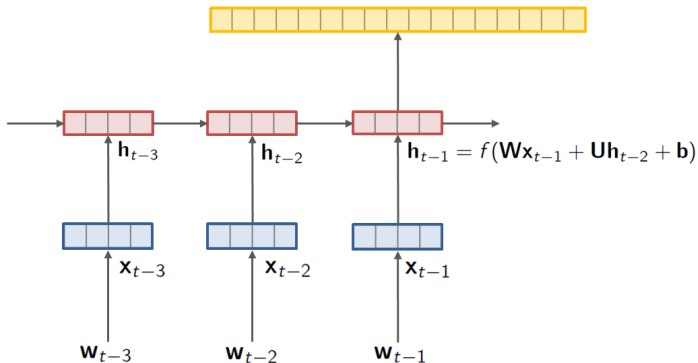 h_{t−3} h_{t−2} h_{t−1} = f(Wx_{t−1} + Uh_{t−2} + b)
x_{t−3} x_{t−2} x_{t−1}
w_{t−3} w_{t−2} w_{t−1}